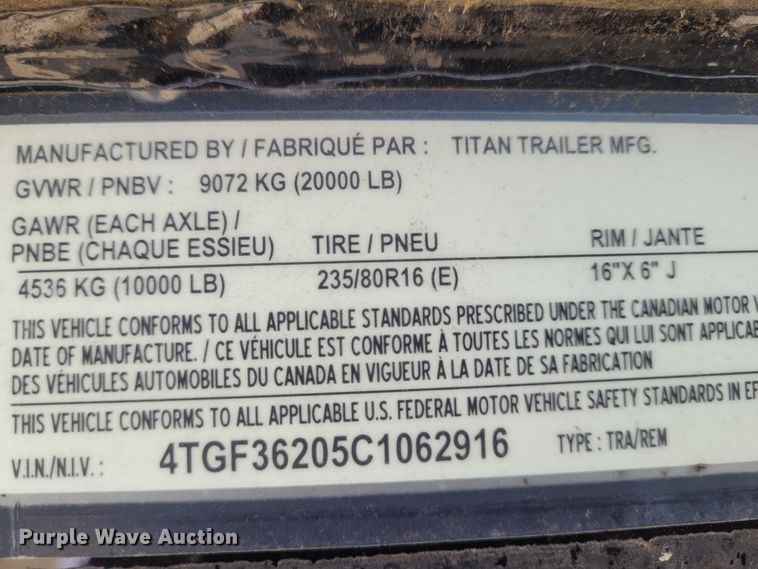 MANUFACTURED BY / FABRIQUÉ PAR : TITAN TRAILER MFG.
GVWR / PNBV : 9072 KG (20000 LB)
GAWR (EACH AXLE) /
PNBE (CHAQUE ESSIEU) TIRE / PNEU RIM / JANTE
4536 KG (10000 LB) 235/80R16 (E) 16"X 6" J
THIS VEHICLE CONFORMS TO ALL APPLICABLE STANDARDS PRESCRIBED UNDER THE CANADIAN MOTOR V
DATE OF MANUFACTURE. / CE VÉHICULE EST CONFORME À TOUTES LES NORMES QUI LUI SONT APPLICAB
DES VÉHICULES AUTOMOBILES DU CANADA EN VIGUEUR À LA DATE DE SA FABRICATION
THIS VEHICLE CONFORMS TO ALL APPLICABLE U.S. FEDERAL MOTOR VEHICLE SAFETY STANDARDS IN EF
V.I.N./N.I.V.: 4TGF36205C1062916 TYPE : TRA/REM
Purple Wave Auction